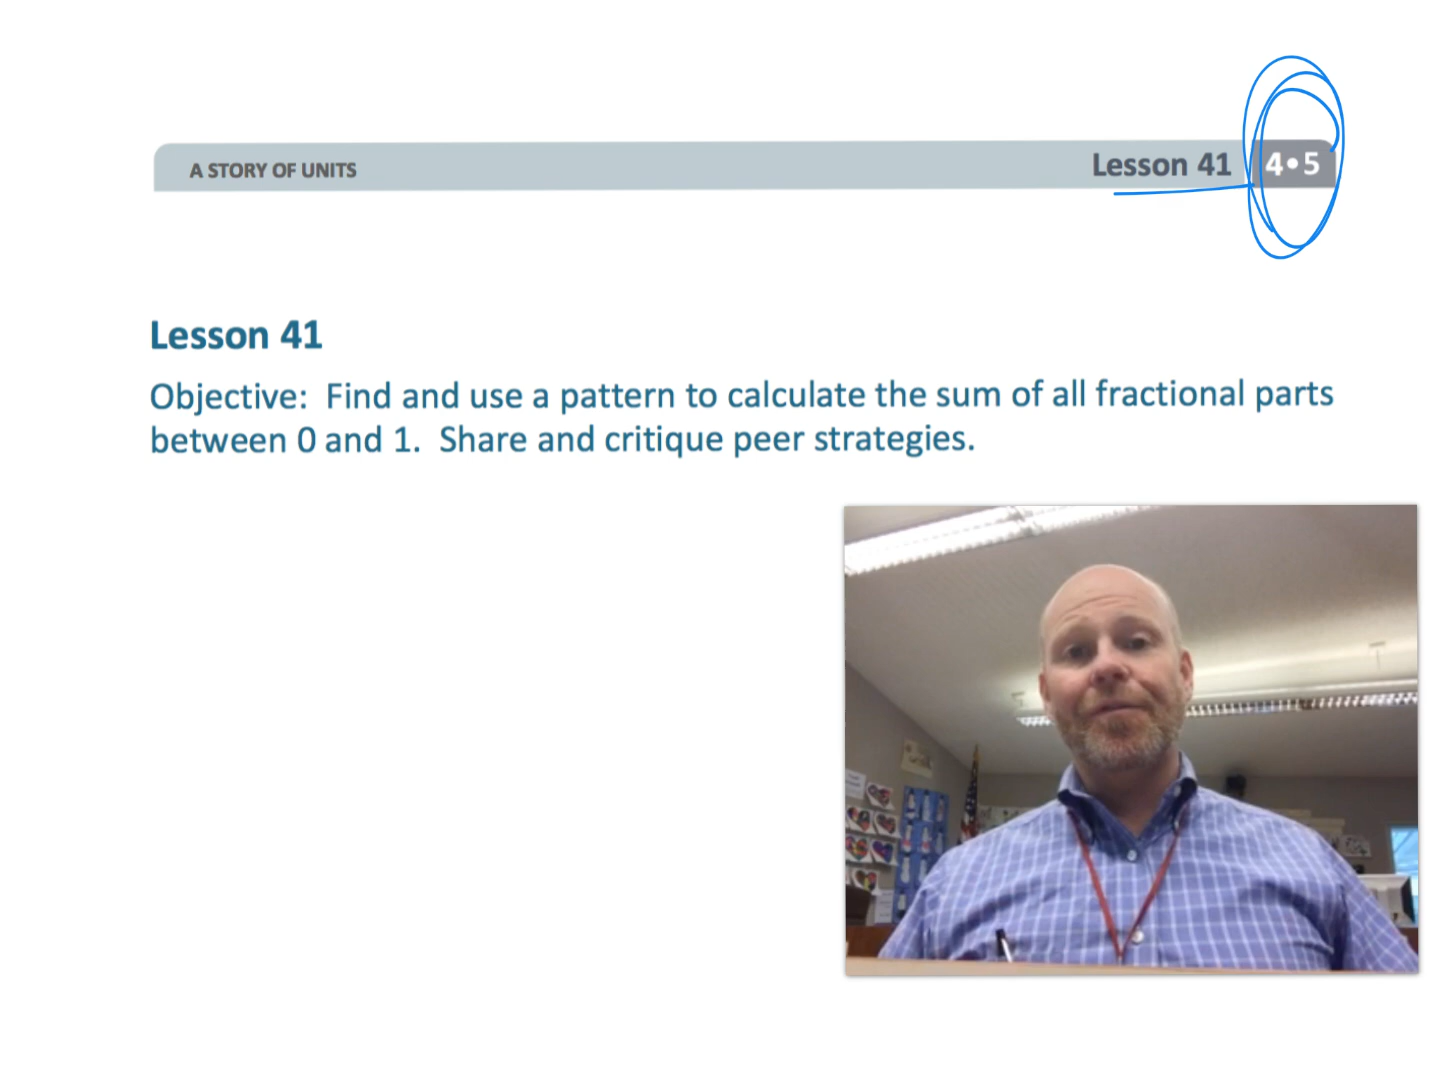 A STORY OF UNITS
Lesson 41
4•5
Lesson 41
Objective: Find and use a pattern to calculate the sum of all fractional parts
between 0 and 1. Share and critique peer strategies.